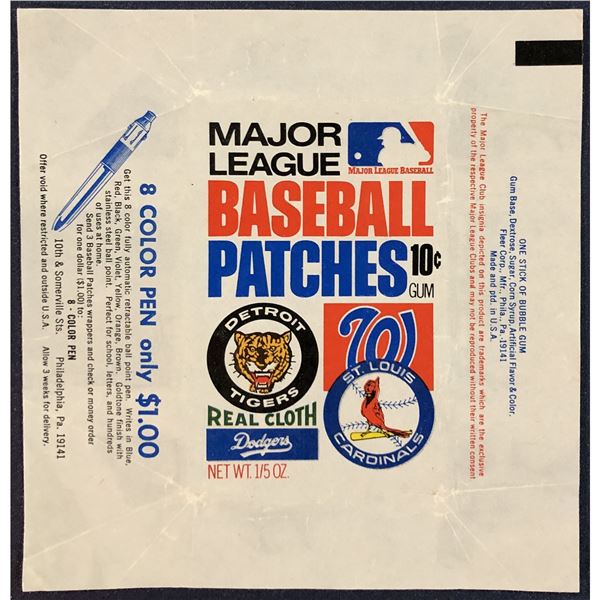 MAJOR
LEAGUE
MAJOR LEAGUE BASEBALL
BASEBALL
PATCHES 10¢
GUM
DETROIT
TIGERS
W
ST. LOUIS
CARDINALS
REAL CLOTH
Dodgers
NET WT. 1/5 OZ.
8 COLOR PEN only $1.00
Get this 8 color fully automatic retractable ball point pen. Writes in Blue,
Red, Black, Green, Violet, Yellow, Orange, Brown. Goldtone finish with
stainless steel ball point. Perfect for school, letters, and hundreds
of uses at home.
Send 3 Baseball Patches wrappers and check or money order
for one dollar ($1.00) to:
8 - COLOR PEN
10th & Somerville Sts. Philadelphia, Pa. 19141
Offer void where restricted and outside U.S.A. Allow 3 weeks for delivery.
ONE STICK OF BUBBLE GUM
Gum Base, Dextrose, Sugar, Corn Syrup, Artificial Flavor & Color.
Fleer Corp., Mfr., Phila., Pa. 19141
Made and ptd. in U.S.A.
The Major League Club insignia depicted on this product are trademarks which are the exclusive
property of the respective Major League Clubs and may not be reproduced without their written consent